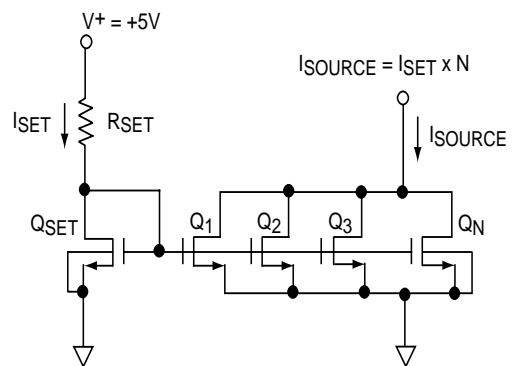 V+ = +5V
ISOURCE = ISET x N
ISET
RSET
ISOURCE
QSET
Q1
Q2
Q3
QN